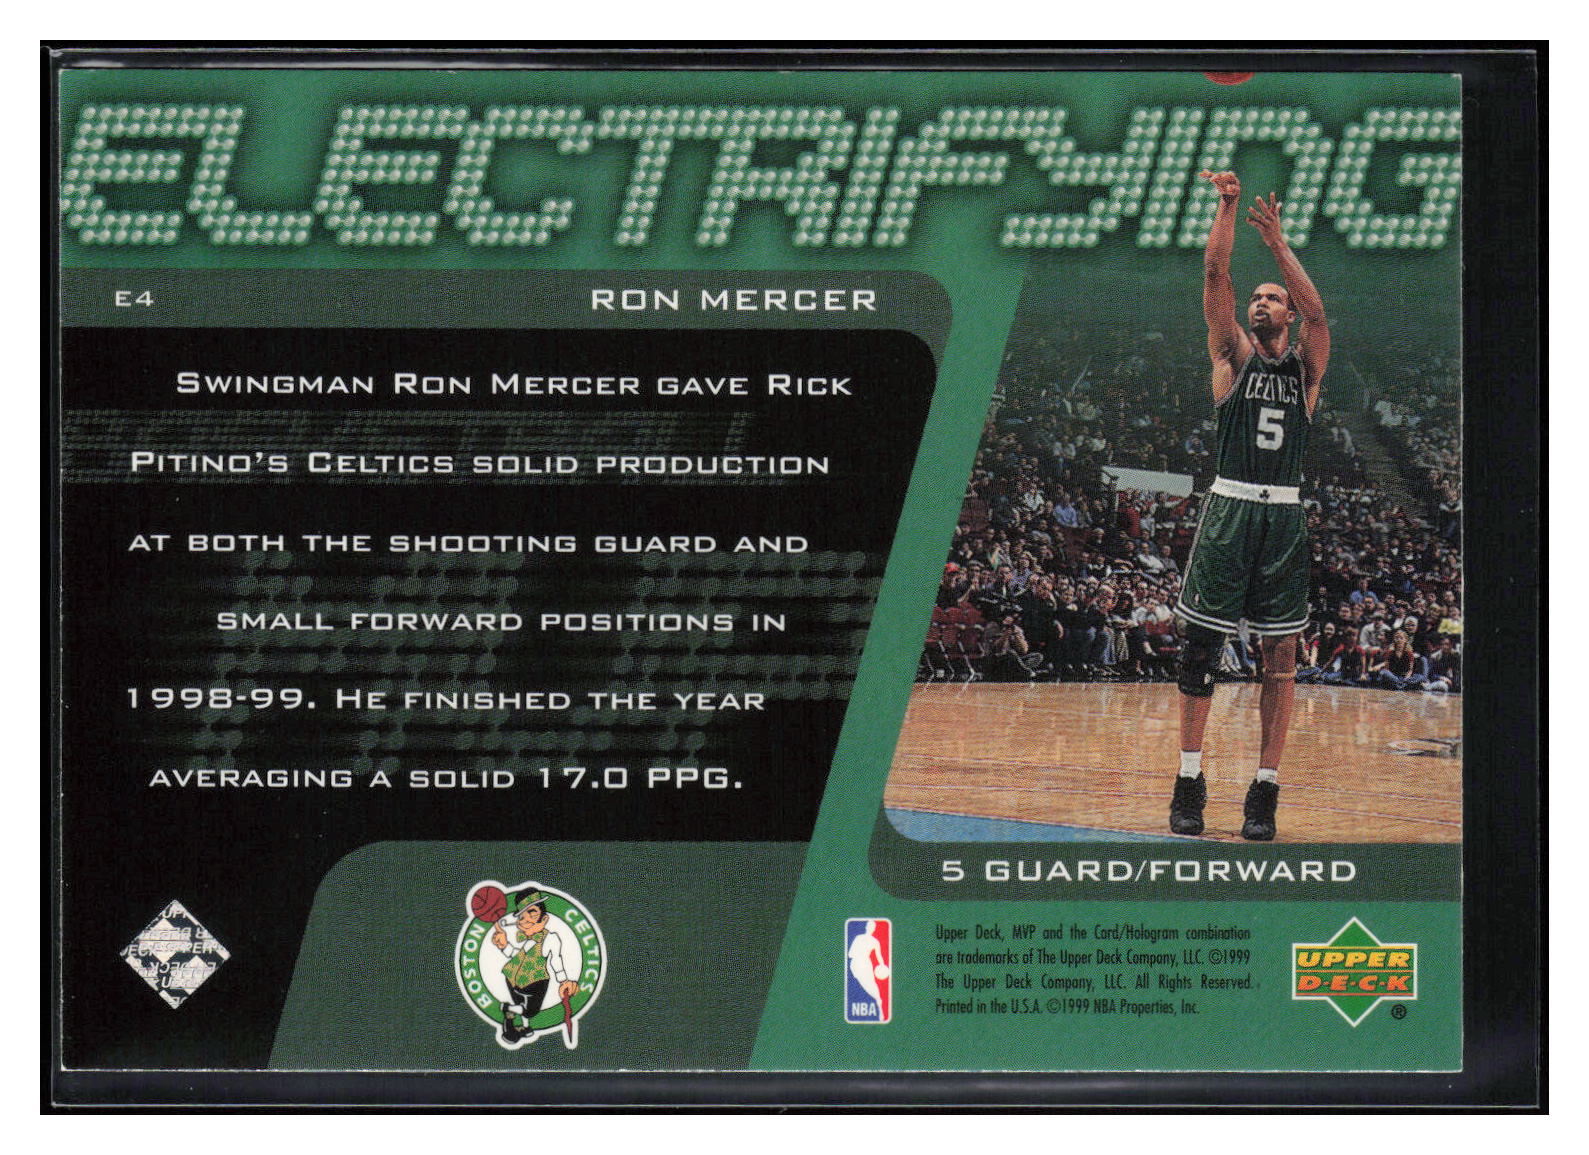 ELECTRIFYING
E4
RON MERCER
SWINGMAN RON MERCER GAVE RICK
PITINO'S CELTICS SOLID PRODUCTION
AT BOTH THE SHOOTING GUARD AND
SMALL FORWARD POSITIONS IN
1998-99. HE FINISHED THE YEAR
AVERAGING A SOLID 17.0 PPG.
CELTICS
5
5 GUARD/FORWARD
BOSTON CELTICS
NBA
Upper Deck, MVP and the Card/Hologram combination
are trademarks of The Upper Deck Company, LLC. ©1999
The Upper Deck Company, LLC. All Rights Reserved.
Printed in the U.S.A. ©1999 NBA Properties, Inc.
UPPER
D·E·C·K
®